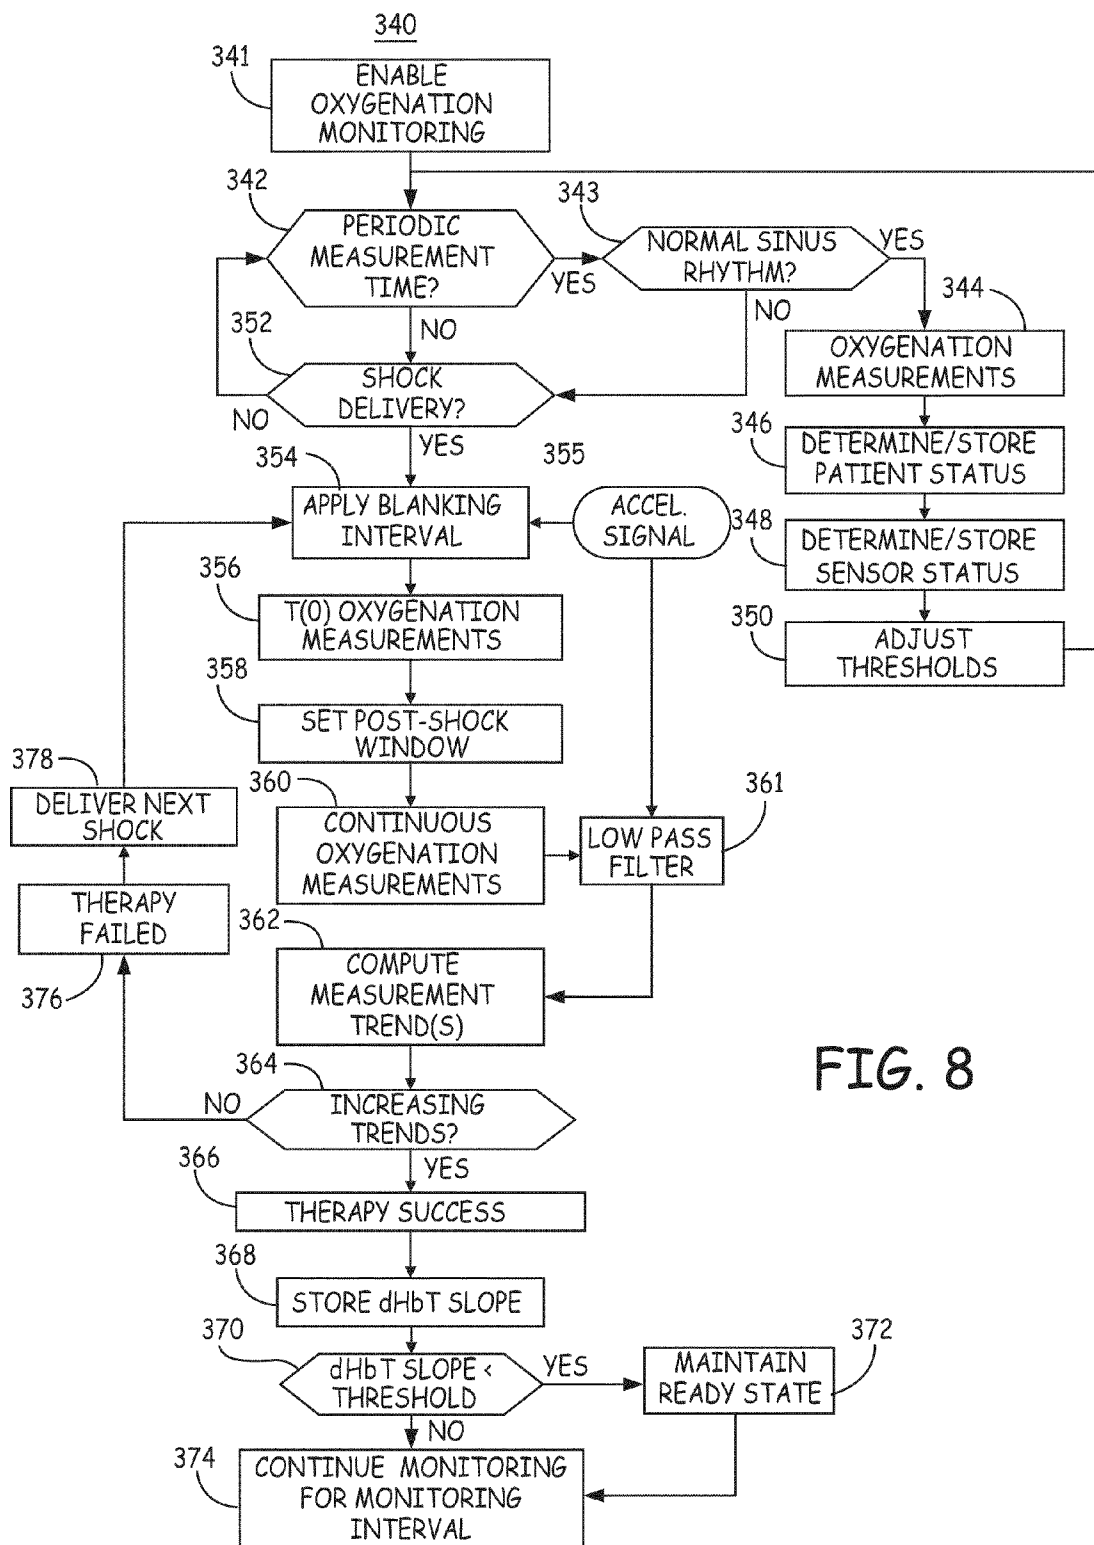 340
341
ENABLE
OXYGENATION
MONITORING
342
PERIODIC
MEASUREMENT
TIME?
YES
343
NORMAL SINUS
RHYTHM?
YES
NO
344
NO
352
SHOCK
DELIVERY?
NO
YES
OXYGENATION
MEASUREMENTS
346
DETERMINE/STORE
PATIENT STATUS
348
DETERMINE/STORE
SENSOR STATUS
350
ADJUST
THRESHOLDS
354
APPLY BLANKING
INTERVAL
355
ACCEL.
SIGNAL
356
T(0) OXYGENATION
MEASUREMENTS
358
SET POST-SHOCK
WINDOW
360
CONTINUOUS
OXYGENATION
MEASUREMENTS
361
LOW PASS
FILTER
378
DELIVER NEXT
SHOCK
THERAPY
FAILED
376
362
COMPUTE
MEASUREMENT
TREND(S)
364
INCREASING
TRENDS?
NO
YES
FIG. 8
366
THERAPY SUCCESS
368
STORE dHbT SLOPE
370
dHbT SLOPE <
THRESHOLD
YES
NO
372
MAINTAIN
READY STATE
374
CONTINUE MONITORING
FOR MONITORING
INTERVAL